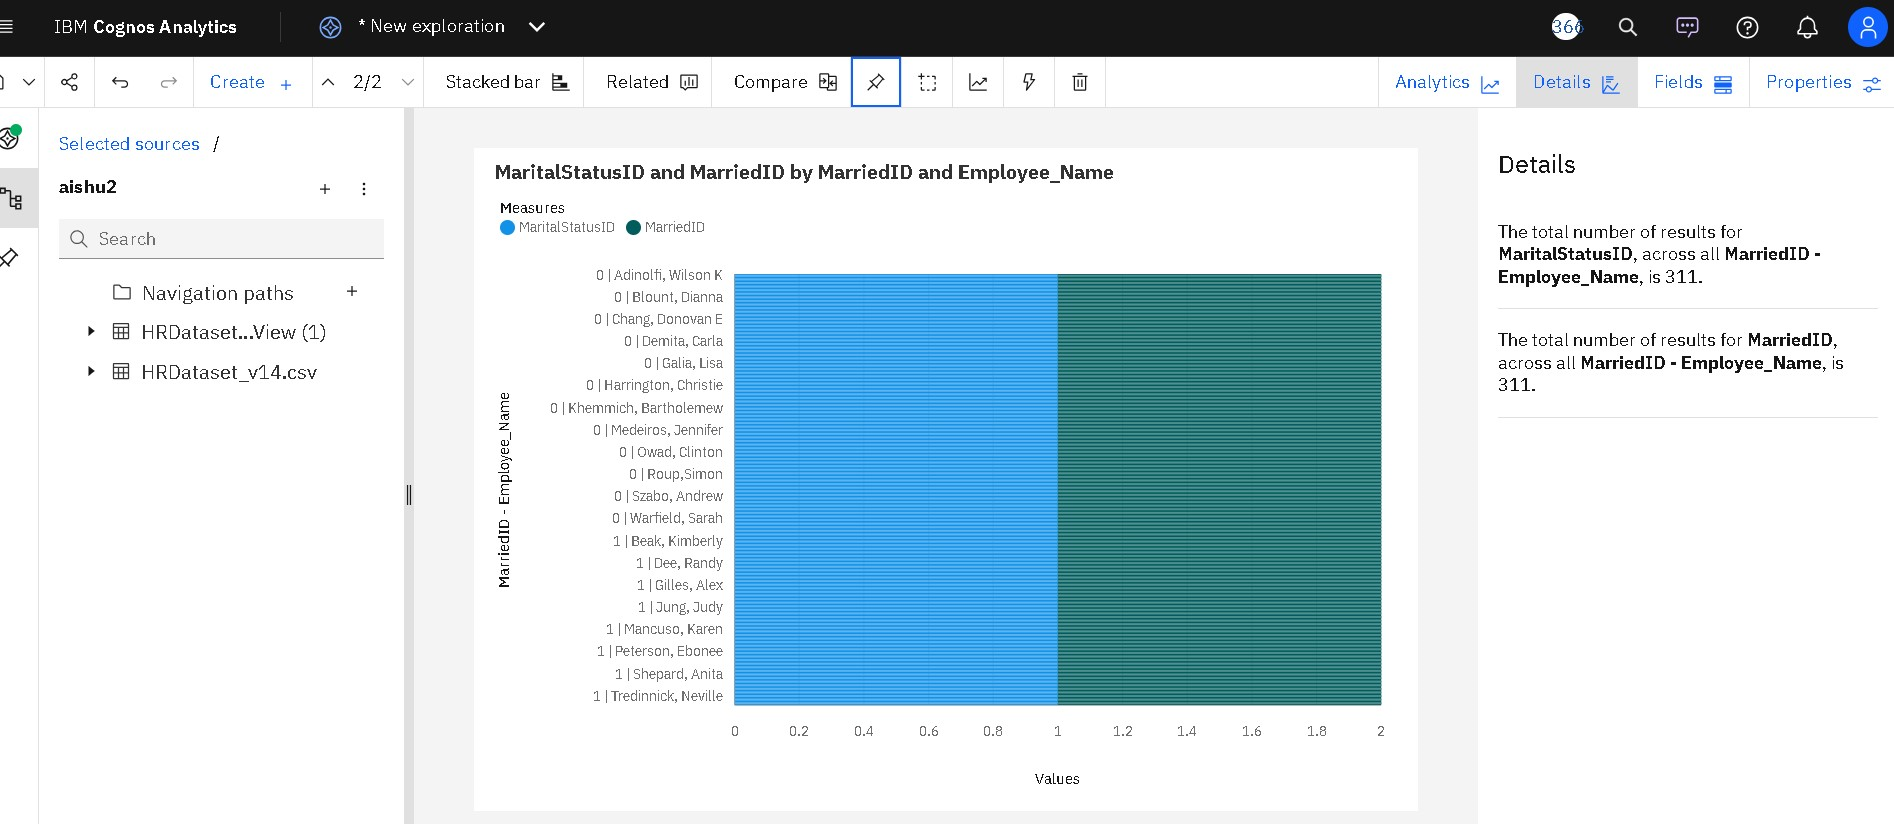 IBM Cognos Analytics
* New exploration
366
Create +
2/2
Stacked bar
Related
Compare
Analytics
Details
Fields
Properties
Selected sources /
aishu2
Search
Navigation paths
HRDataset...View (1)
HRDataset_v14.csv
MaritalStatusID and MarriedID by MarriedID and Employee_Name
Measures
MaritalStatusID MarriedID
MarriedID - Employee_Name
0 | Adinolfi, Wilson K
0 | Blount, Dianna
0 | Chang, Donovan E
0 | Demita, Carla
0 | Galia, Lisa
0 | Harrington, Christie
0 | Khemmich, Bartholemew
0 | Medeiros, Jennifer
0 | Owad, Clinton
0 | Roup,Simon
0 | Szabo, Andrew
0 | Warfield, Sarah
1 | Beak, Kimberly
1 | Dee, Randy
1 | Gilles, Alex
1 | Jung, Judy
1 | Mancuso, Karen
1 | Peterson, Ebonee
1 | Shepard, Anita
1 | Tredinnick, Neville
0 0.2 0.4 0.6 0.8 1 1.2 1.4 1.6 1.8 2
Values
Details
The total number of results for
MaritalStatusID, across all MarriedID -
Employee_Name, is 311.
The total number of results for MarriedID,
across all MarriedID - Employee_Name, is
311.